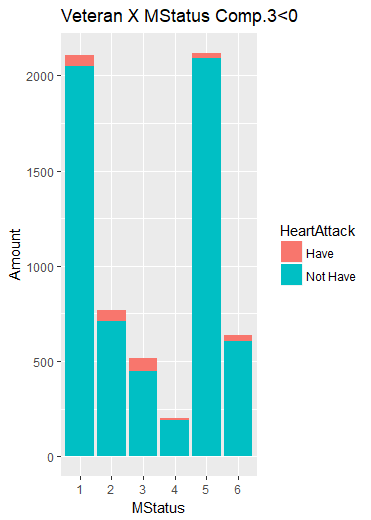 Veteran X MStatus Comp.3<0
2000
1500
1000
500
0
Amount
1 2 3 4 5 6
MStatus
HeartAttack
Have
Not Have